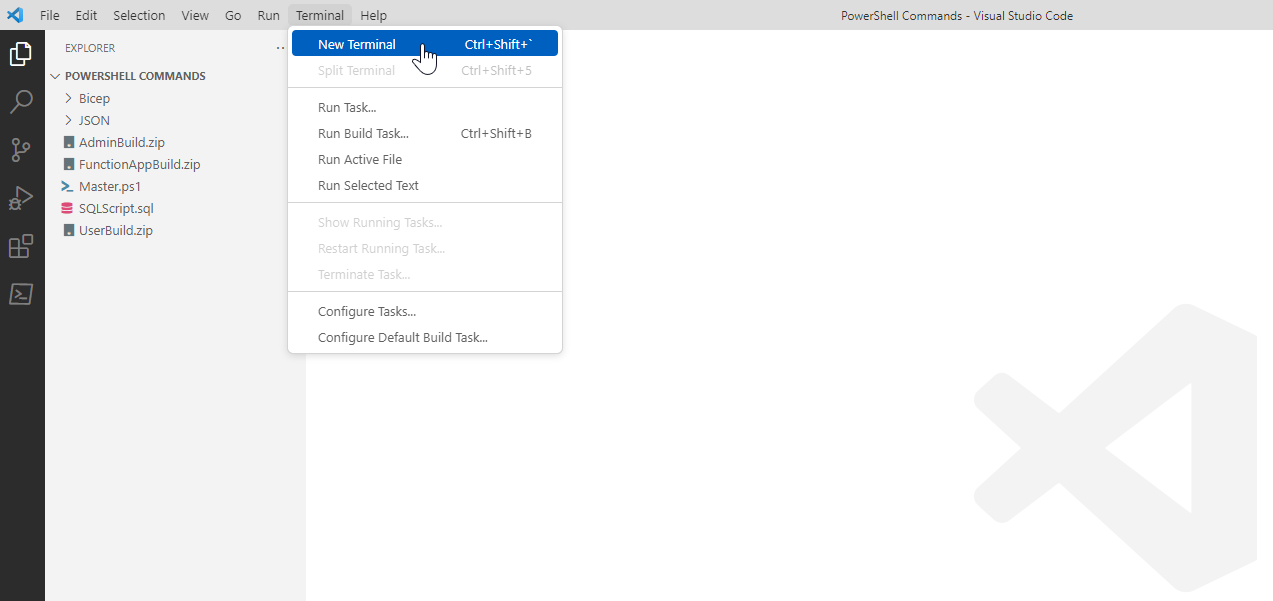 File Edit Selection View Go Run Terminal Help PowerShell Commands - Visual Studio Code
EXPLORER
POWERSHELL COMMANDS
Bicep
JSON
AdminBuild.zip
FunctionAppBuild.zip
Master.ps1
SQLScript.sql
UserBuild.zip
New Terminal Ctrl+Shift+`
Split Terminal Ctrl+Shift+5
Run Task...
Run Build Task... Ctrl+Shift+B
Run Active File
Run Selected Text
Show Running Tasks...
Restart Running Task...
Terminate Task...
Configure Tasks...
Configure Default Build Task...